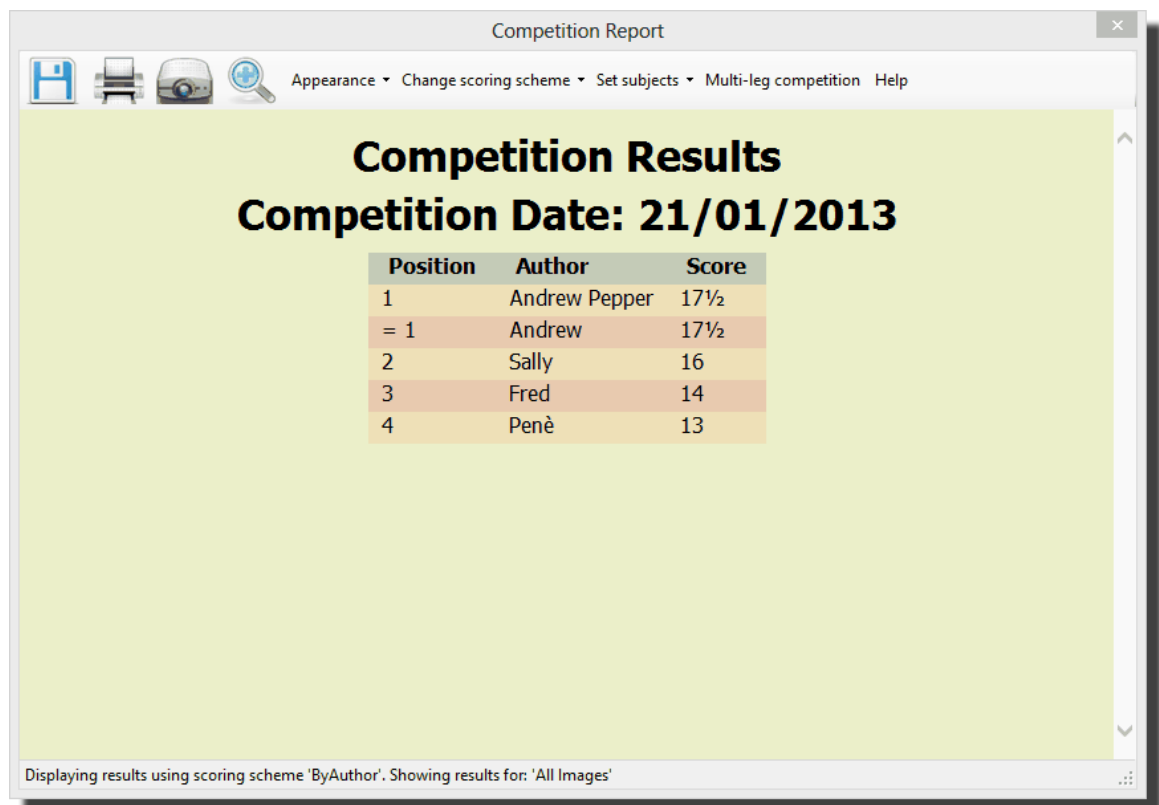 Competition Report
Appearance Change scoring scheme Set subjects Multi-leg competition Help
Competition Results
Competition Date: 21/01/2013
Position Author Score
1 Andrew Pepper 17½
= 1 Andrew 17½
2 Sally 16
3 Fred 14
4 Penè 13
Displaying results using scoring scheme 'ByAuthor'. Showing results for: 'All Images'